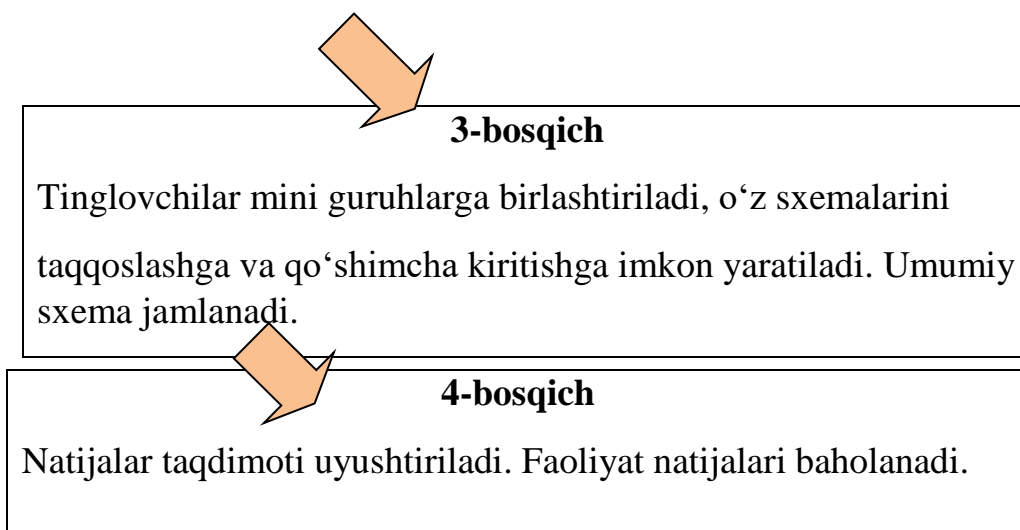 3-bosqich
Tinglovchilar mini guruhlarga birlashtiriladi, o‘z sxemalarini
taqqoslashga va qo‘shimcha kiritishga imkon yaratiladi. Umumiy
sxema jamlanadi.
4-bosqich
Natijalar taqdimoti uyushtiriladi. Faoliyat natijalari baholanadi.